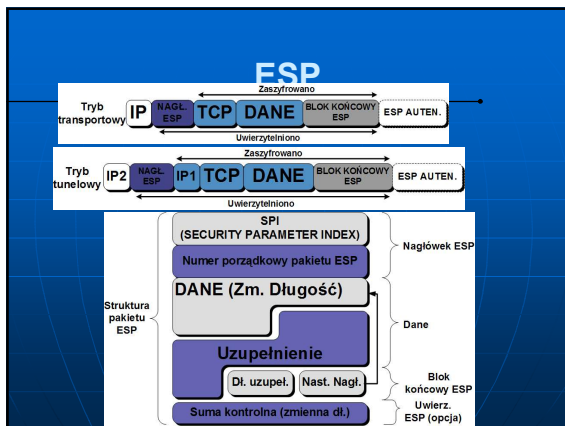 ESP
Zaszyfrowano
Tryb
transportowy
IP
NAGŁ.
ESP
TCP
DANE
BLOK KOŃCOWY
ESP
ESP AUTEN.
Uwierzytelniono
Zaszyfrowano
Tryb
tunelowy
IP2
NAGŁ.
ESP
IP1
TCP
DANE
BLOK KOŃCOWY
ESP
ESP AUTEN.
Uwierzytelniono
SPI
(SECURITY PARAMETER INDEX)
Numer porządkowy pakietu ESP
Nagłówek ESP
DANE (Zm. Długość)
Struktura
pakietu
ESP
Dane
Uzupełnienie
Dł. uzupeł.
Nast. Nagł.
Blok
końcowy ESP
Suma kontrolna (zmienna dł.)
Uwierz.
ESP (opcja)